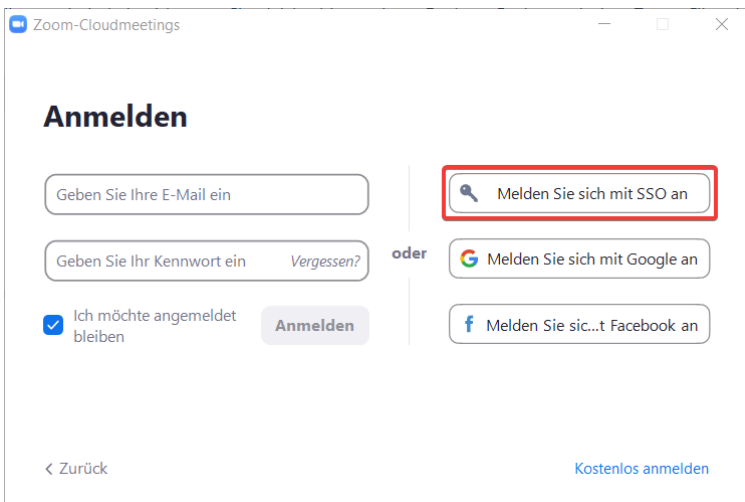 Zoom-Cloudmeetings
Anmelden
Geben Sie Ihre E-Mail ein
Geben Sie Ihr Kennwort ein Vergessen?
Ich möchte angemeldet
bleiben
Anmelden
oder
Melden Sie sich mit SSO an
Melden Sie sich mit Google an
Melden Sie sic...t Facebook an
Zurück
Kostenlos anmelden